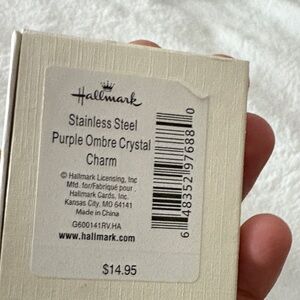 Hallmark
Stainless Steel
Purple Ombre Crystal
Charm
© Hallmark Licensing, Inc
Mfd. for/Fabriqué pour
Hallmark Cards, Inc.
Kansas City, MO 64141
Made in China
G600141RV.HA
www.hallmark.com
$14.95
6 48352 97688 0